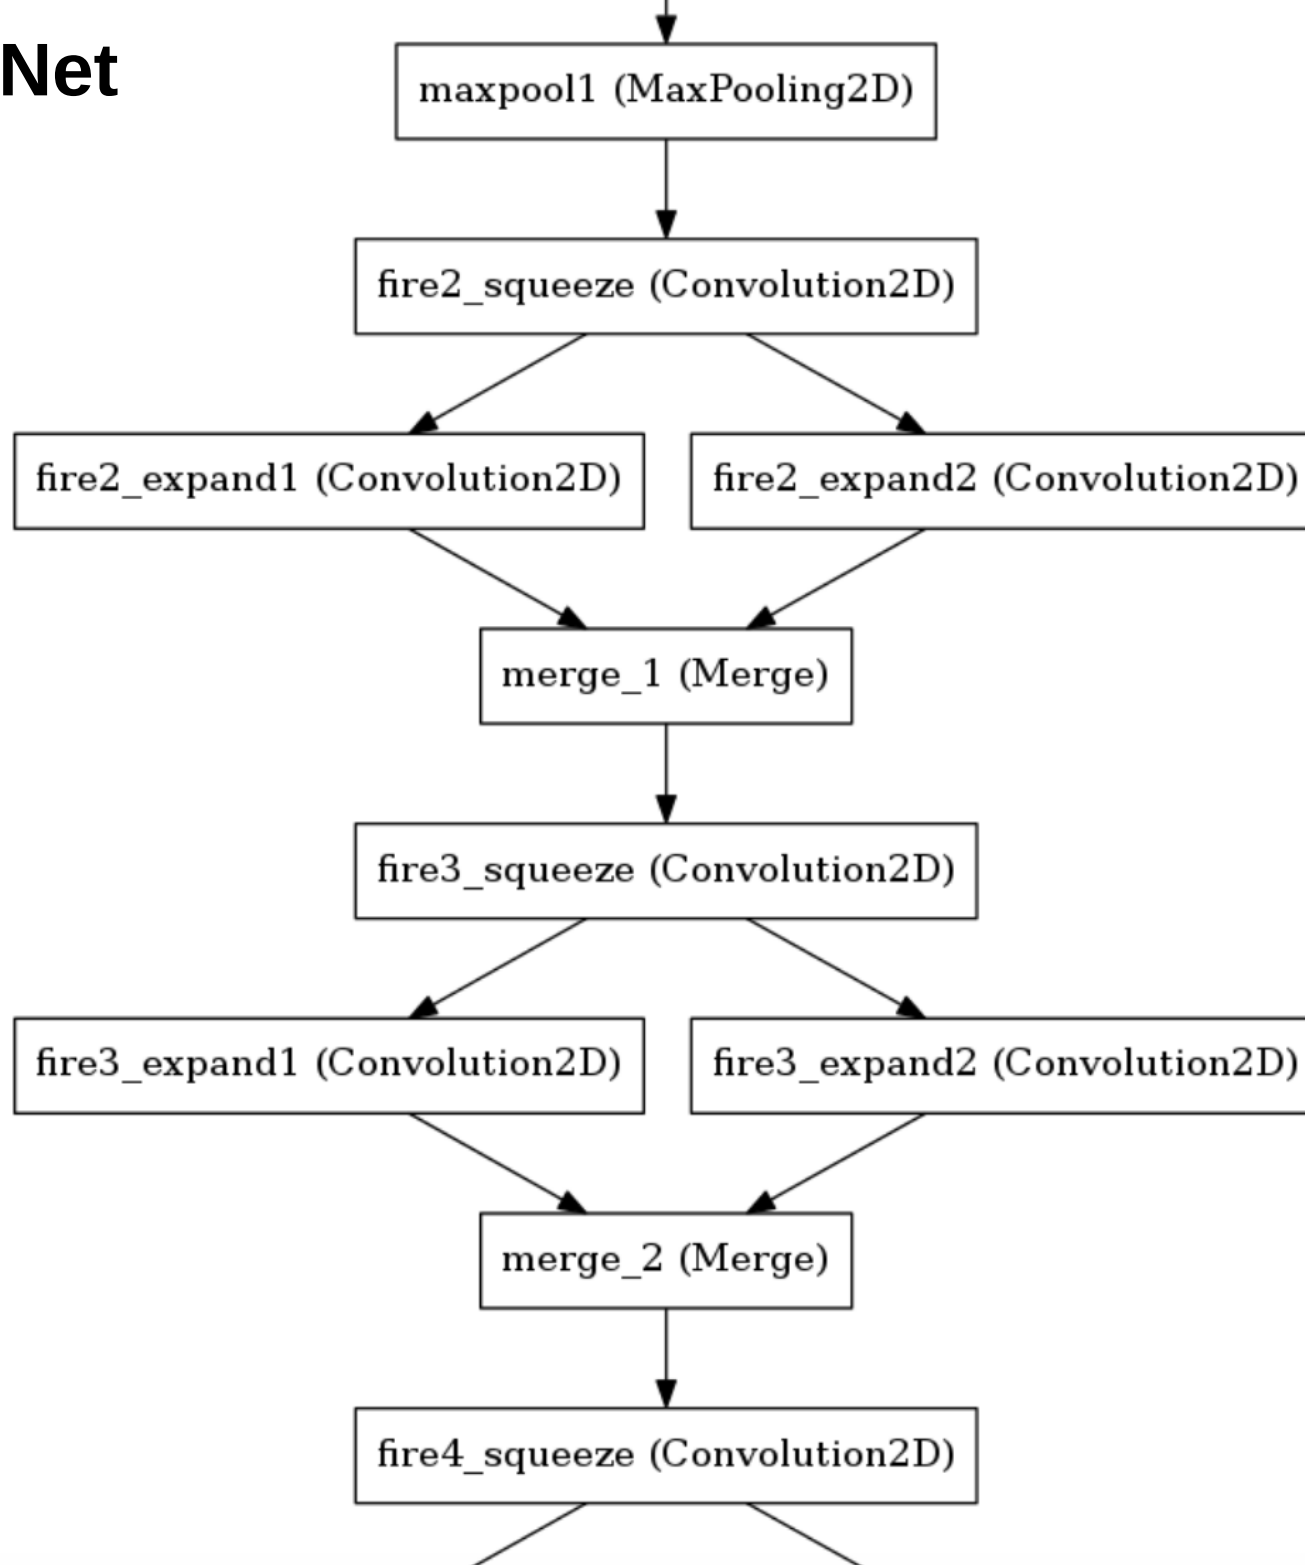 Net
maxpool1 (MaxPooling2D)
fire2_squeeze (Convolution2D)
fire2_expand1 (Convolution2D)
fire2_expand2 (Convolution2D)
merge_1 (Merge)
fire3_squeeze (Convolution2D)
fire3_expand1 (Convolution2D)
fire3_expand2 (Convolution2D)
merge_2 (Merge)
fire4_squeeze (Convolution2D)